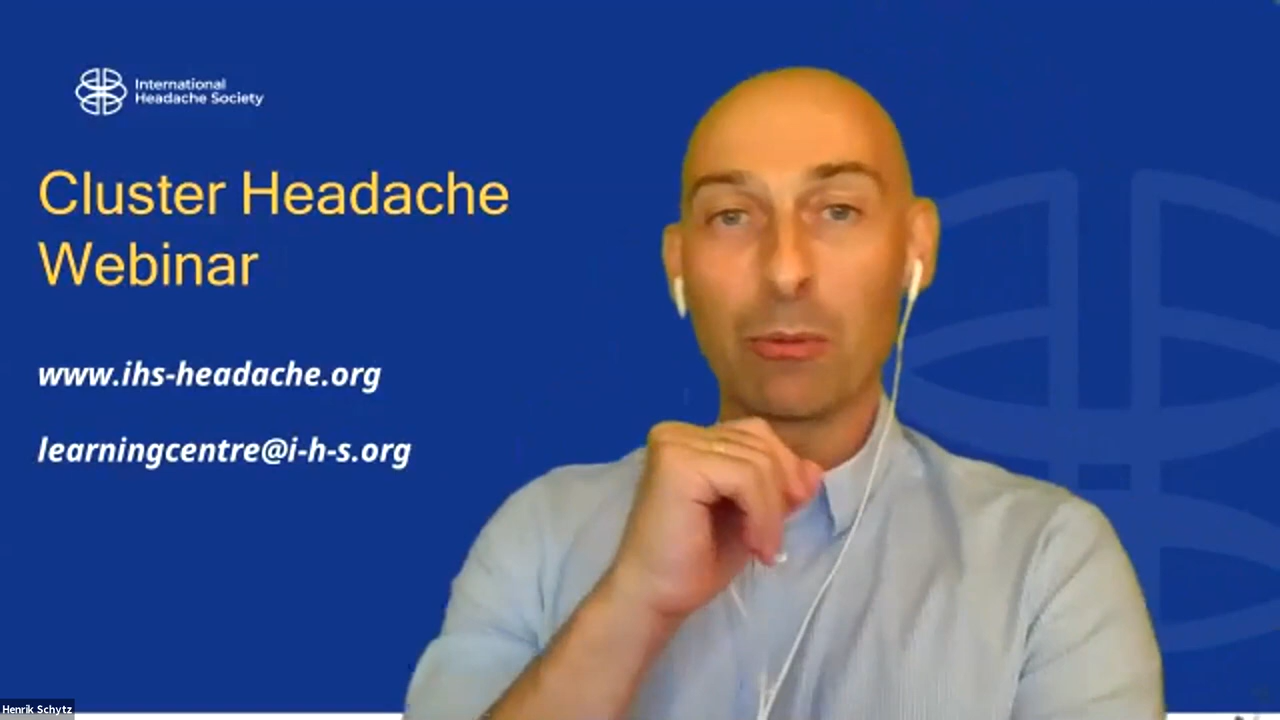 International
Headache Society
Cluster Headache
Webinar
www.ihs-headache.org
learningcentre@i-h-s.org
Henrik Schytz